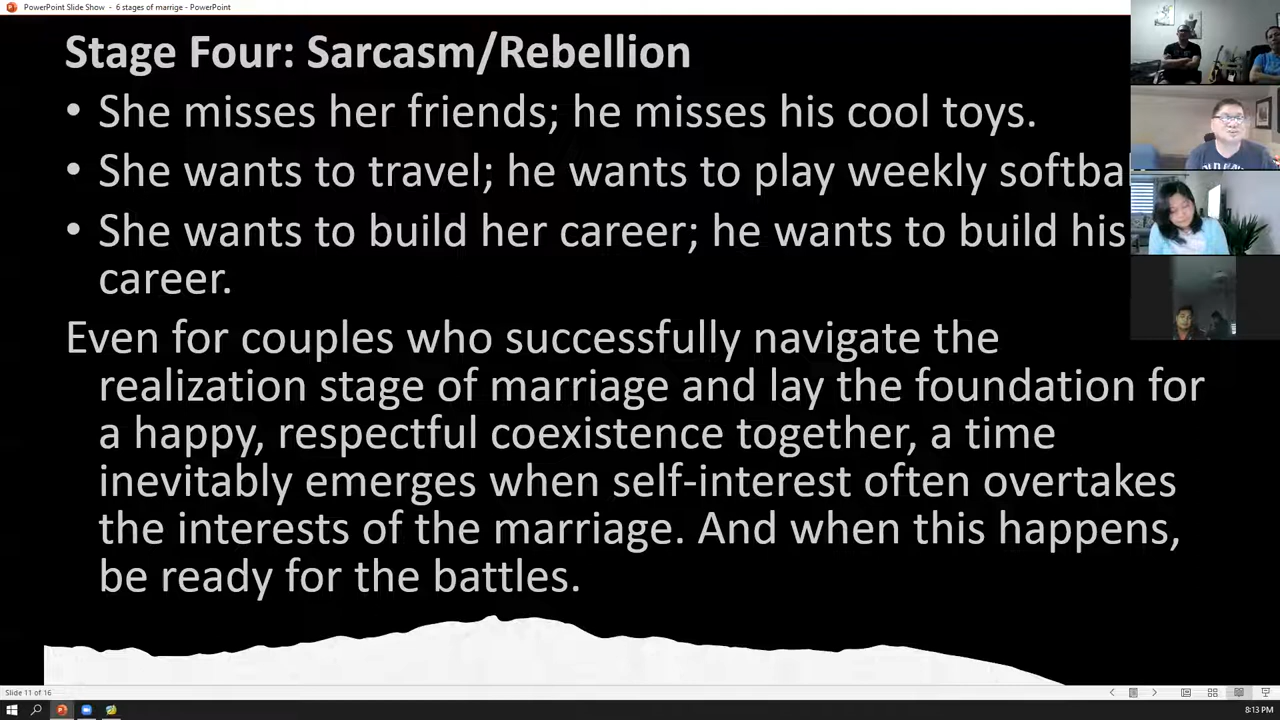 PowerPoint Slide Show - 6 stages of marrige - PowerPoint
Stage Four: Sarcasm/Rebellion
• She misses her friends; he misses his cool toys.
• She wants to travel; he wants to play weekly softba
• She wants to build her career; he wants to build his
career.
Even for couples who successfully navigate the
realization stage of marriage and lay the foundation for
a happy, respectful coexistence together, a time
inevitably emerges when self-interest often overtakes
the interests of the marriage. And when this happens,
be ready for the battles.
Slide 11 of 16
8:13 PM